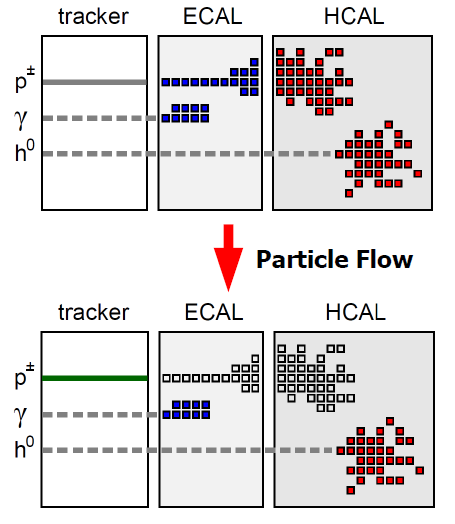 tracker ECAL HCAL
p±
γ
h⁰
Particle Flow
tracker ECAL HCAL
p±
γ
h⁰